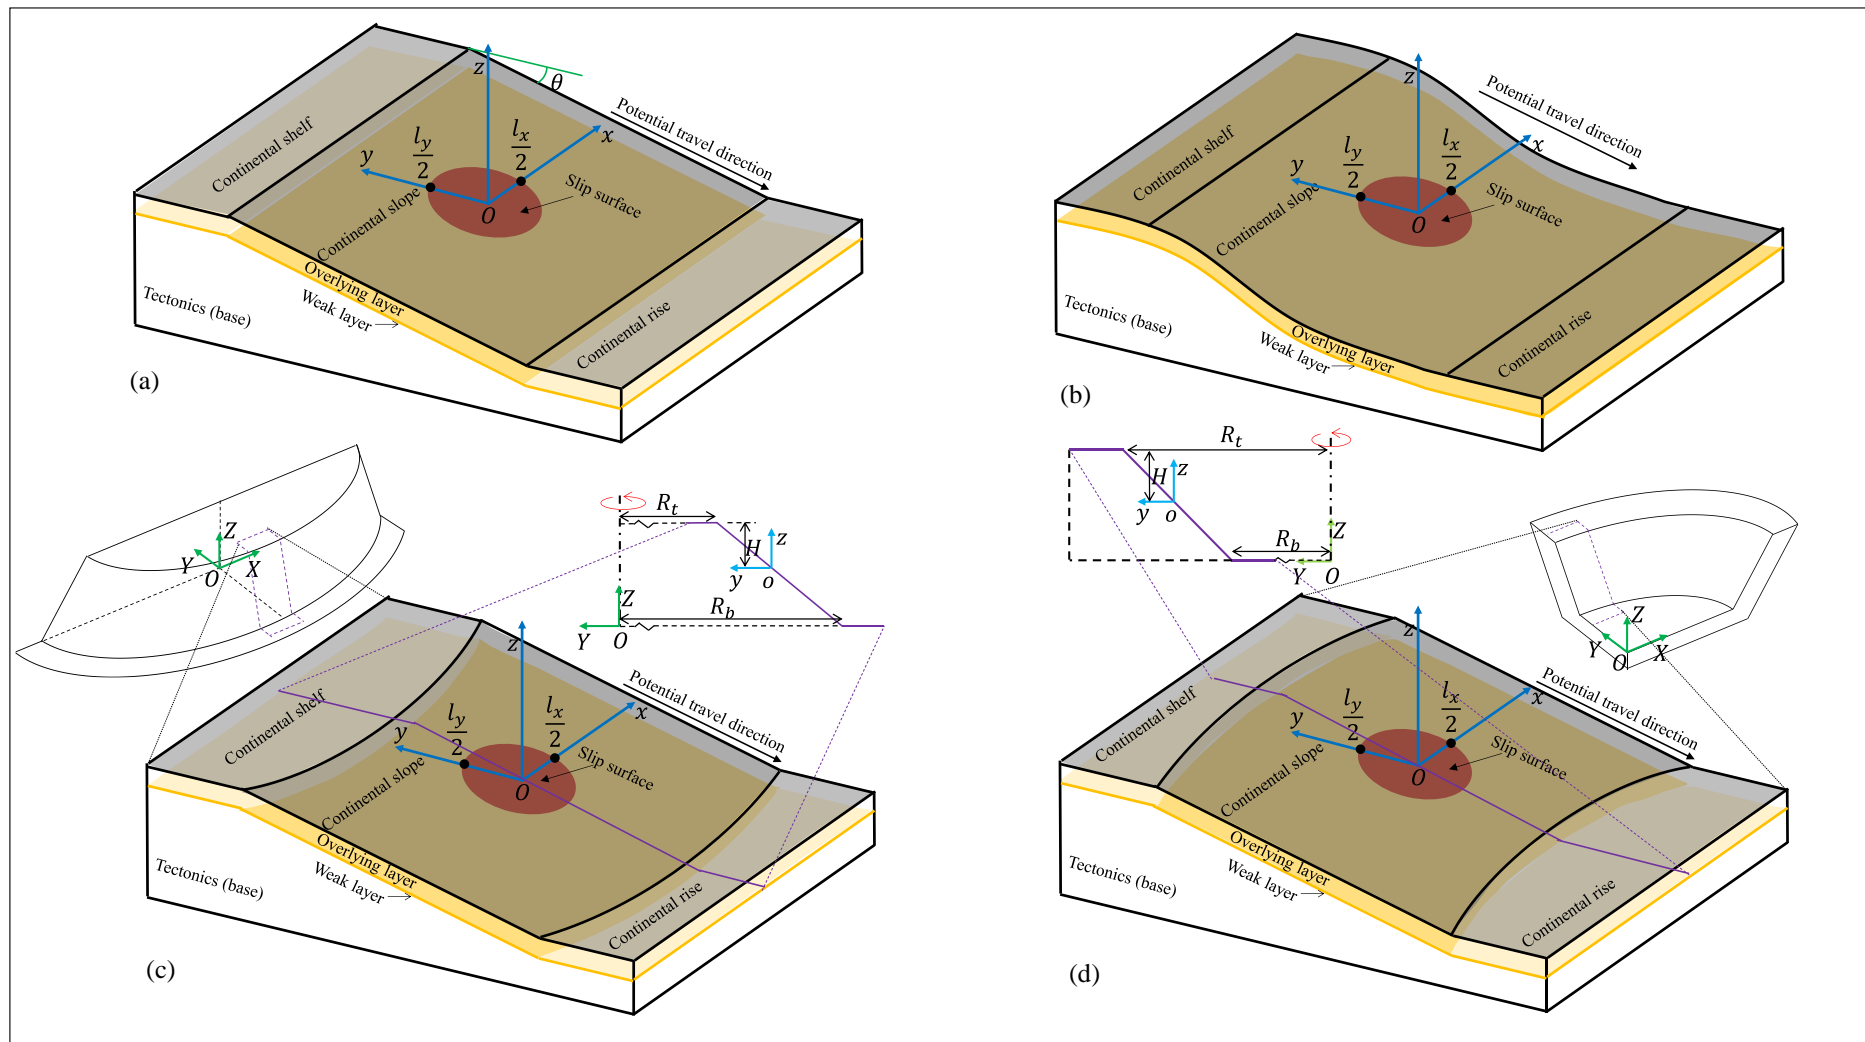 z
θ
Potential travel direction
Continental shelf
l_y/2
l_x/2
x
y
Slip surface
O
Continental slope
Overlying layer
Weak layer →
Tectonics (base)
Continental rise
(a)
z
Potential travel direction
Continental shelf
l_y/2
l_x/2
x
y
Slip surface
O
Continental slope
Overlying layer
Weak layer →
Tectonics (base)
Continental rise
(b)
Z
Y
X
O
R_t
H
z
y
o
R_b
Z
Y
O
z
Potential travel direction
Continental shelf
l_y/2
l_x/2
x
y
Slip surface
O
Continental slope
Overlying layer
Weak layer →
Tectonics (base)
Continental rise
(c)
R_t
H
z
y
o
R_b
Z
Y
O
Z
Y
O
X
z
Potential travel direction
Continental shelf
l_y/2
l_x/2
x
y
Slip surface
O
Continental slope
Overlying layer
Weak layer →
Tectonics (base)
Continental rise
(d)